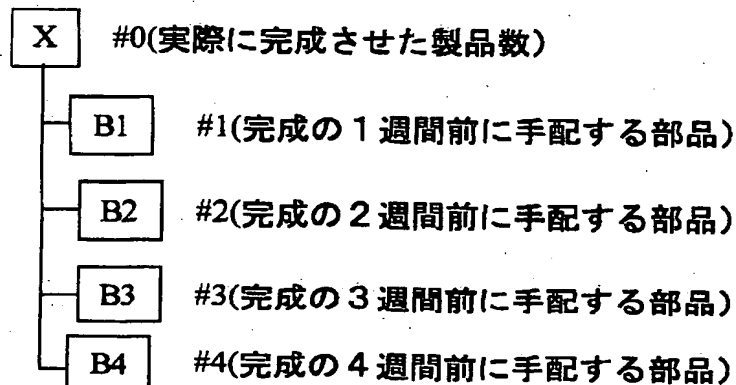 X #0(実際に完成させた製品数)
B1 #1(完成の1週間前に手配する部品)
B2 #2(完成の2週間前に手配する部品)
B3 #3(完成の3週間前に手配する部品)
B4 #4(完成の4週間前に手配する部品)